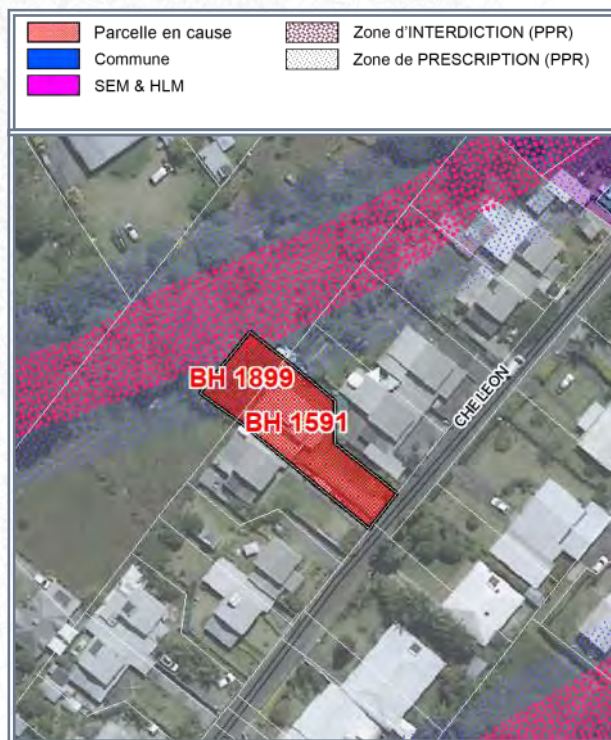 Parcelle en cause
Commune
SEM & HLM
Zone d'INTERDICTION (PPR)
Zone de PRESCRIPTION (PPR)
BH 1899
BH 1591
CHE LEON